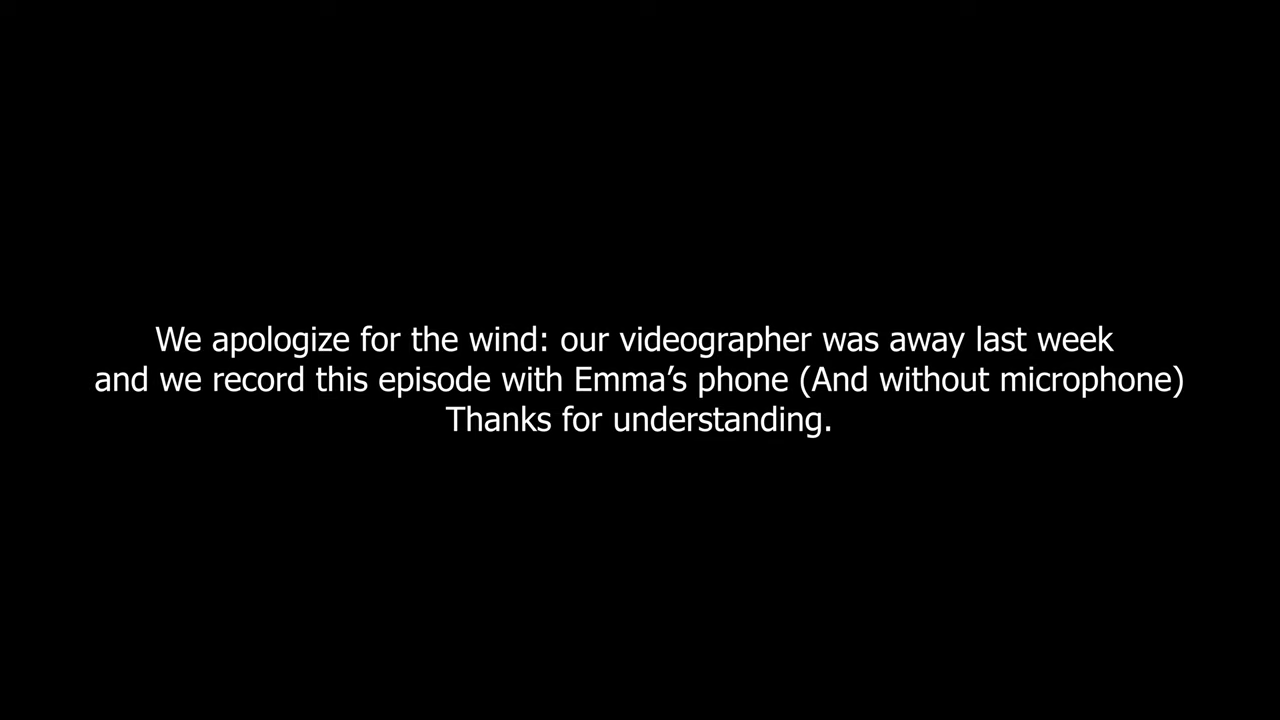 We apologize for the wind: our videographer was away last week
and we record this episode with Emma’s phone (And without microphone)
Thanks for understanding.